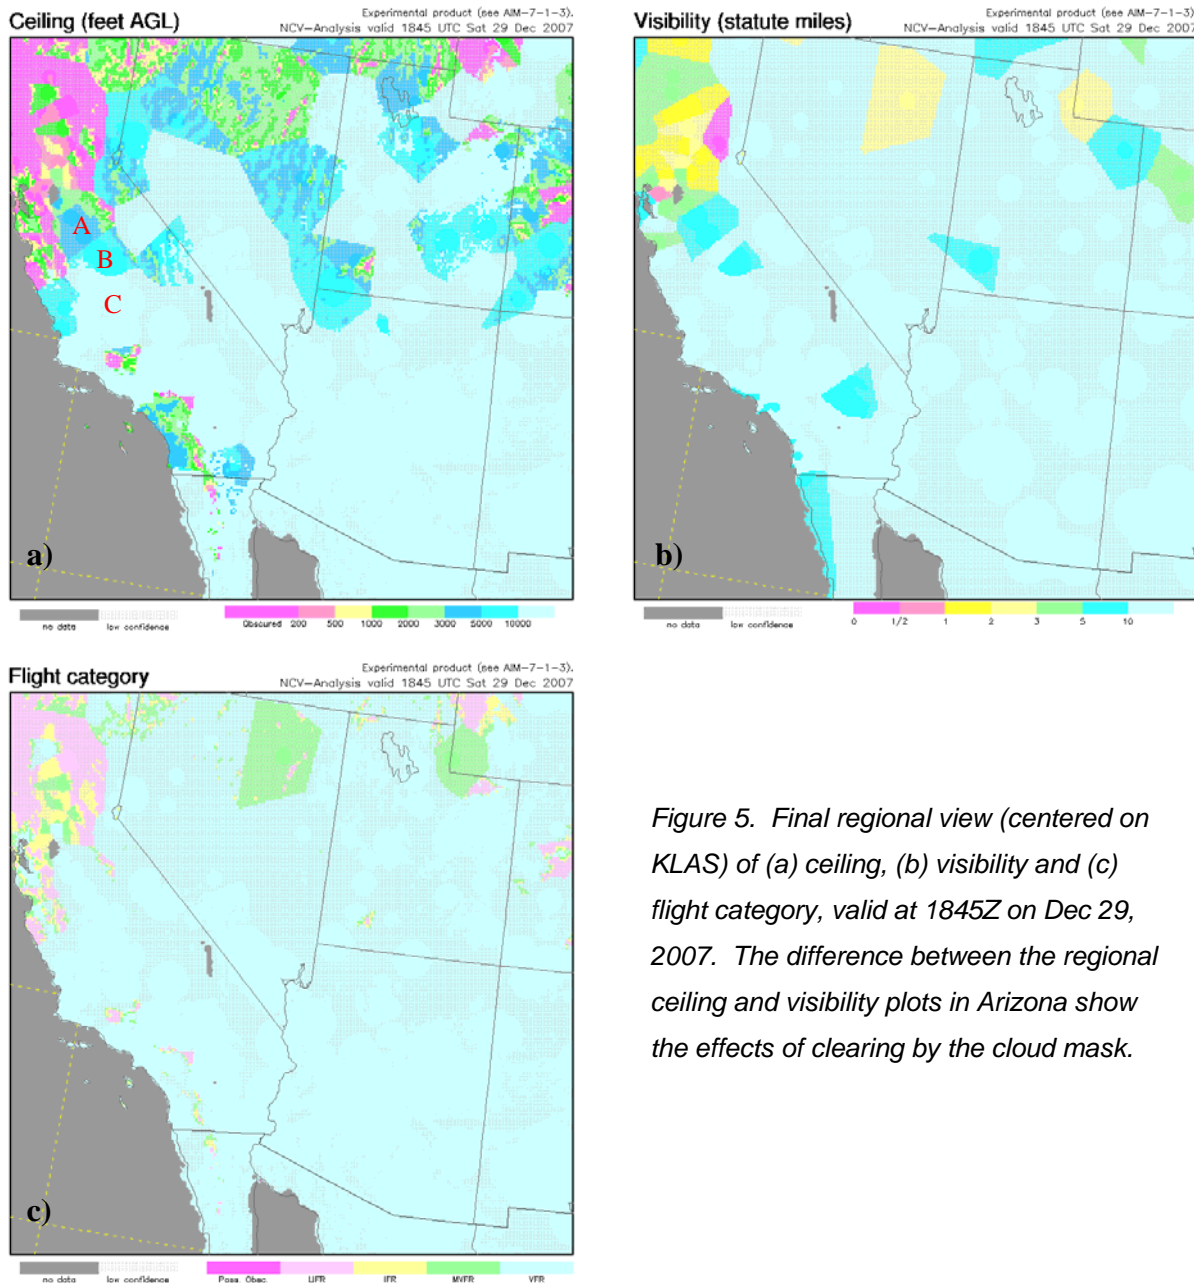 Ceiling (feet AGL)
Experimental product (see AIM-7-1-3).
NCV-Analysis valid 1845 UTC Sat 29 Dec 2007
A
B
C
a)
no data low confidence Obscured 200 500 1000 2000 3000 5000 10000
Visibility (statute miles)
Experimental product (see AIM-7-1-3).
NCV-Analysis valid 1845 UTC Sat 29 Dec 2007
b)
no data low confidence 0 1/2 1 2 3 5 10
Flight category
Experimental product (see AIM-7-1-3).
NCV-Analysis valid 1845 UTC Sat 29 Dec 2007
c)
no data low confidence Poss. Obsc. LIFR IFR MVFR VFR
Figure 5. Final regional view (centered on
KLAS) of (a) ceiling, (b) visibility and (c)
flight category, valid at 1845Z on Dec 29,
2007. The difference between the regional
ceiling and visibility plots in Arizona show
the effects of clearing by the cloud mask.